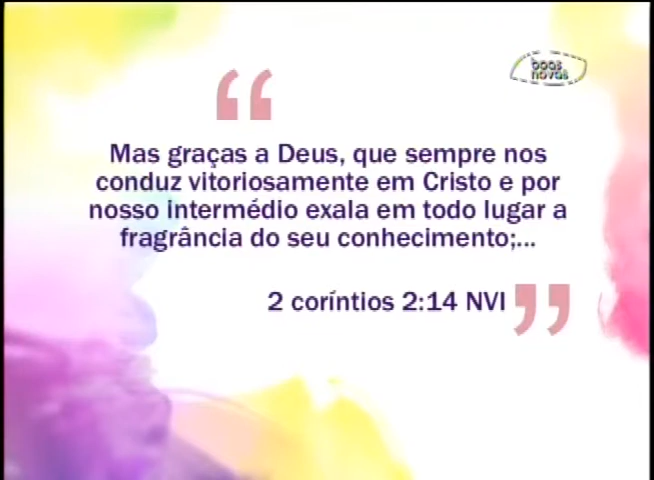 boas
novas
“
Mas graças a Deus, que sempre nos
conduz vitoriosamente em Cristo e por
nosso intermédio exala em todo lugar a
fragrância do seu conhecimento;...
2 coríntios 2:14 NVI ”